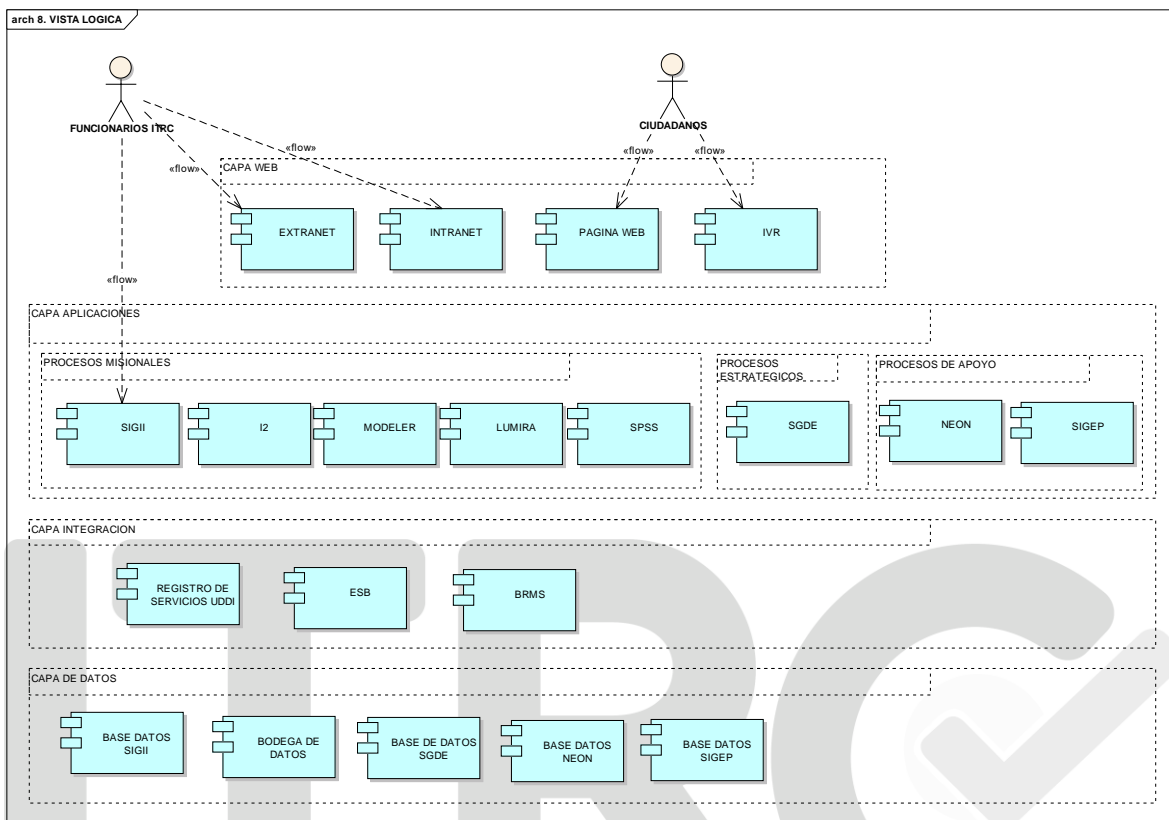 arch 8. VISTA LOGICA
FUNCIONARIOS ITRC
CIUDADANOS
«flow»
«flow»
«flow»
«flow»
CAPA WEB
EXTRANET
INTRANET
PAGINA WEB
IVR
«flow»
CAPA APLICACIONES
PROCESOS MISIONALES
PROCESOS
ESTRATEGICOS
PROCESOS DE APOYO
SIGII
I2
MODELER
LUMIRA
SPSS
SGDE
NEON
SIGEP
CAPA INTEGRACION
REGISTRO DE
SERVICIOS UDDI
ESB
BRMS
CAPA DE DATOS
BASE DATOS
SIGII
BODEGA DE
DATOS
BASE DE DATOS
SGDE
BASE DATOS
NEON
BASE DATOS
SIGEP
ITRC